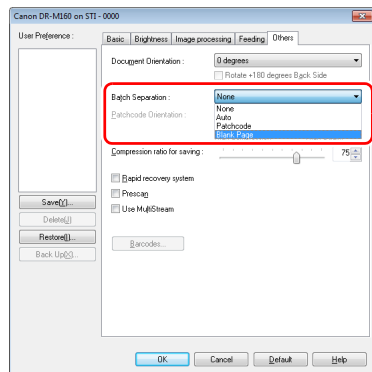 Canon DR-M160 on STI - 0000
User Preference :
Basic Brightness Image processing Feeding Others
Document Orientation : 0 degrees
Rotate +180 degrees Back Side
Batch Separation : None
None
Patchcode Orientation : Auto
Patchcode
Blank Page
Compression ratio for saving : 75
Rapid recovery system
Prescan
Use MultiStream
Save(Y)...
Delete(J)
Restore(I)...
Barcodes...
Back Up(X)...
OK Cancel Default Help